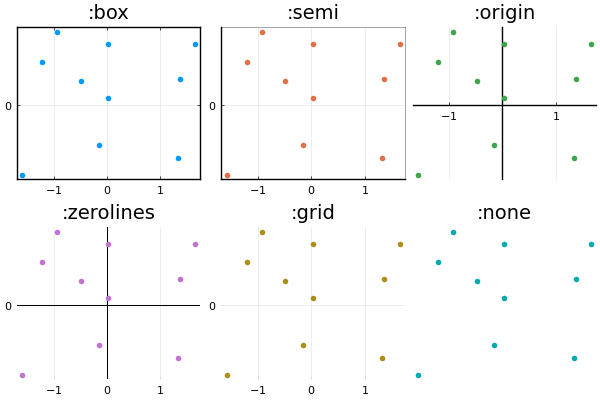 :box :semi :origin
0 0
−1 0 1 −1 0 1 −1 1
:zerolines :grid :none
0 0
−1 0 1 −1 0 1